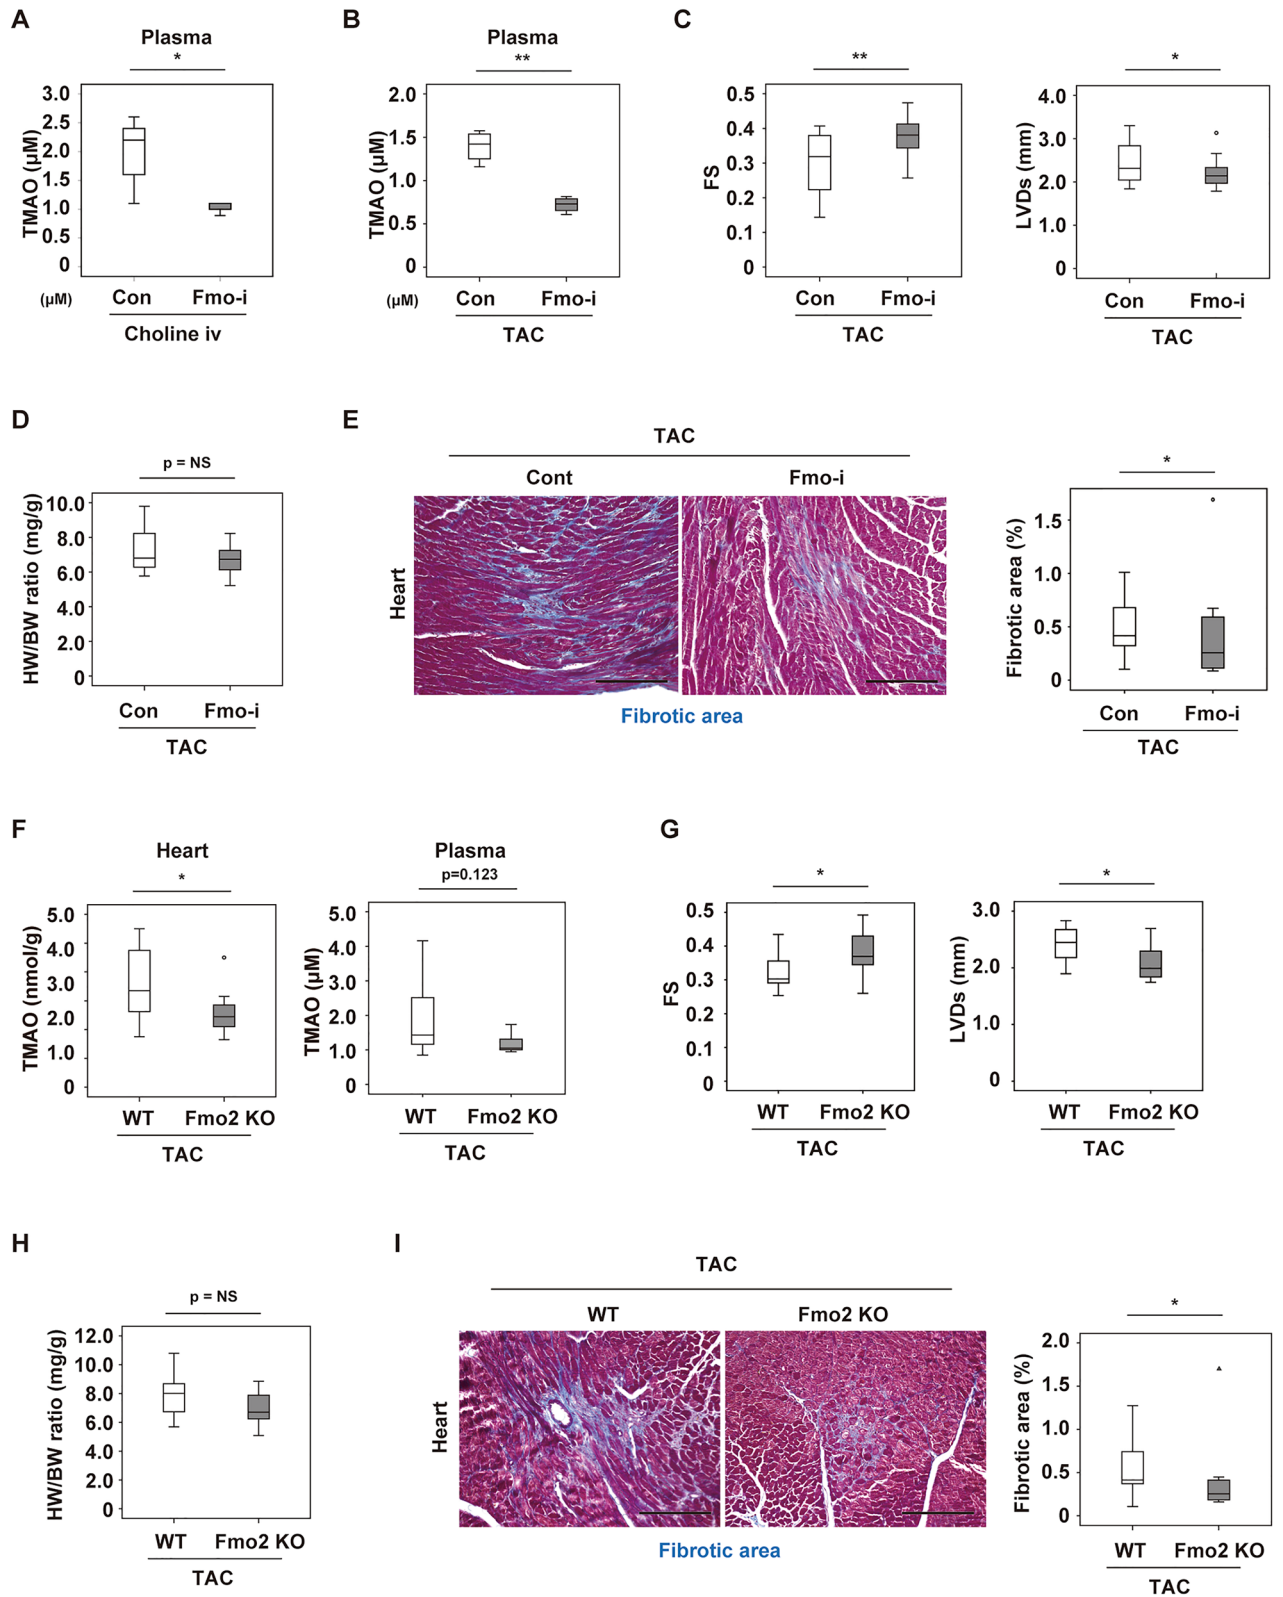 A
Plasma
*
TMAO (µM)
3.0
2.5
2.0
1.5
1.0
0.5
0
(µM)
Con
Fmo-i
Choline iv
B
Plasma
**
TMAO (µM)
2.0
1.5
1.0
0.5
0
(µM)
Con
Fmo-i
TAC
C
**
FS
0.5
0.4
0.3
0.2
0.1
0
Con
Fmo-i
TAC
*
LVDs (mm)
4.0
3.0
2.0
1.0
0
Con
Fmo-i
TAC
D
p = NS
HW/BW ratio (mg/g)
10.0
8.0
6.0
4.0
2.0
0
Con
Fmo-i
TAC
E
TAC
Cont
Fmo-i
Heart
Fibrotic area
*
Fibrotic area (%)
1.5
1.0
0.5
0
Con
Fmo-i
TAC
F
Heart
*
TMAO (nmol/g)
5.0
4.0
3.0
2.0
1.0
0
WT
Fmo2 KO
TAC
Plasma
p=0.123
TMAO (µM)
5.0
4.0
3.0
2.0
1.0
0
WT
Fmo2 KO
TAC
G
*
FS
0.5
0.4
0.3
0.2
0.1
0
WT
Fmo2 KO
TAC
*
LVDs (mm)
3.0
2.0
1.0
0
WT
Fmo2 KO
TAC
H
p = NS
HW/BW ratio (mg/g)
12.0
10.0
8.0
6.0
4.0
2.0
0
WT
Fmo2 KO
TAC
I
TAC
WT
Fmo2 KO
Heart
Fibrotic area
*
Fibrotic area (%)
2.0
1.5
1.0
0.5
0
WT
Fmo2 KO
TAC